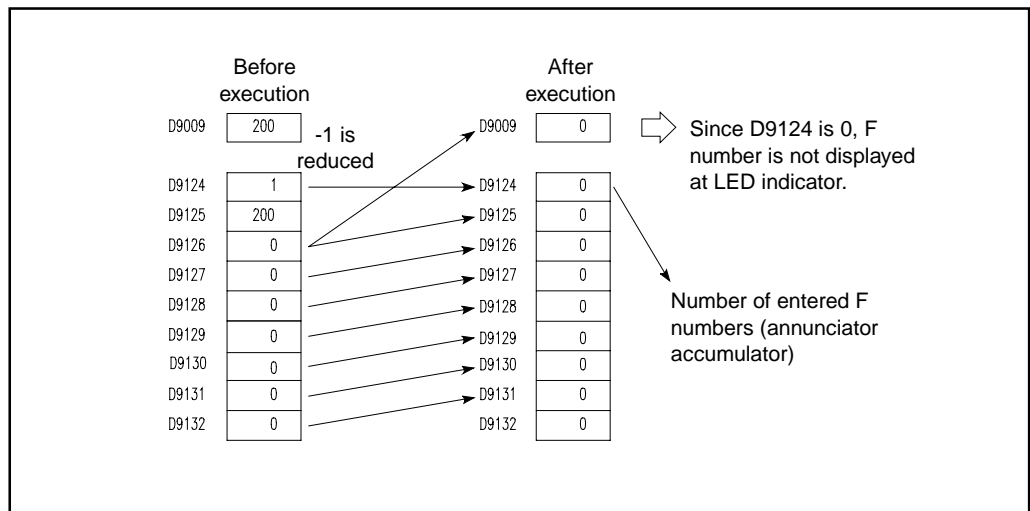 Before
execution
After
execution
D9009 200
-1 is
reduced
D9009 0
Since D9124 is 0, F
number is not displayed
at LED indicator.
D9124 1 D9124 0
D9125 200 D9125 0
D9126 0 D9126 0
D9127 0 D9127 0
D9128 0 D9128 0
D9129 0 D9129 0
D9130 0 D9130 0
D9131 0 D9131 0
D9132 0 D9132 0
Number of entered F
numbers (annunciator
accumulator)